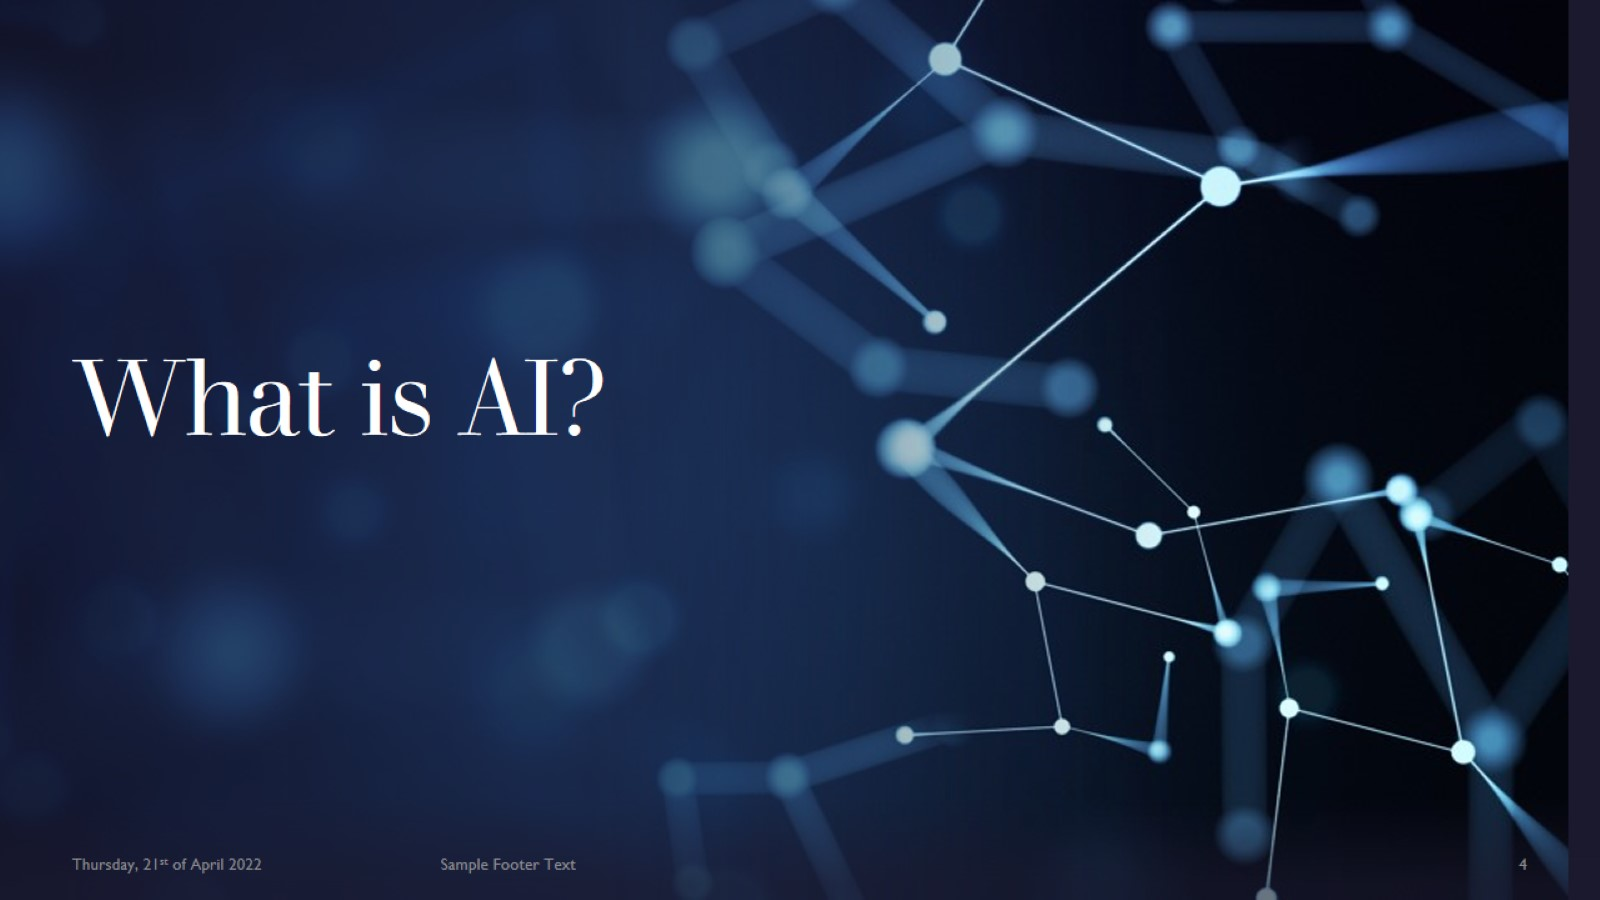 What is AI?
Thursday, 21st of April 2022
Sample Footer Text
4